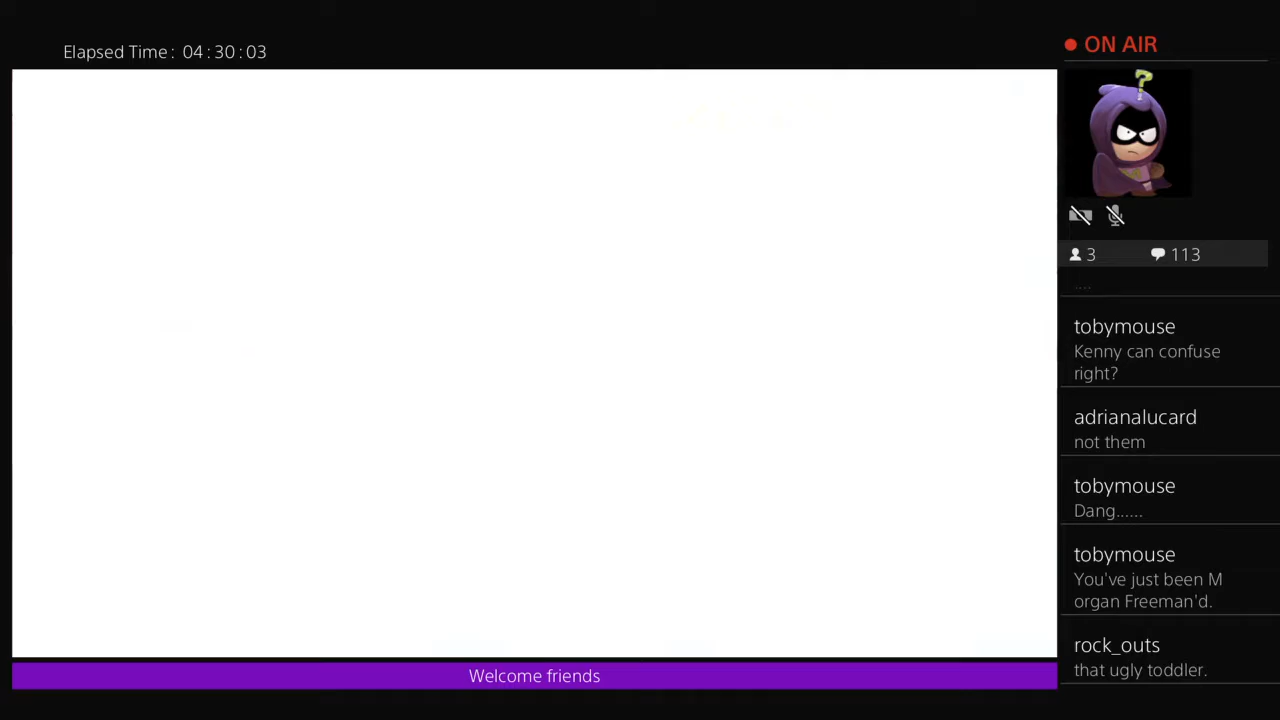 Elapsed Time: 04:30:03
ON AIR
?
3 113
....
tobymouse
Kenny can confuse
right?
adrianalucard
not them
tobymouse
Dang......
tobymouse
You've just been M
organ Freeman'd.
rock_outs
that ugly toddler.
Welcome friends